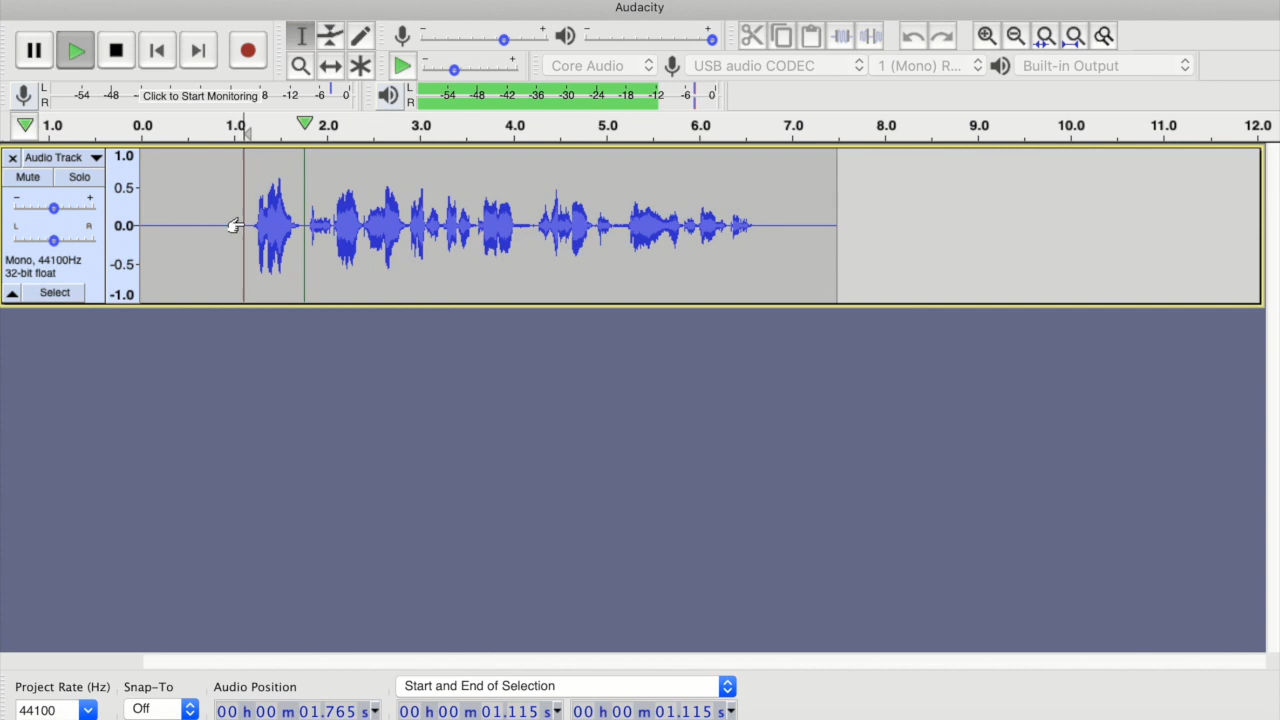 Audacity
Core Audio
USB audio CODEC
1 (Mono) R...
Built-in Output
L
R
-54 -48 - Click to Start Monitoring 8 -12 -6 0
L
R
-54 -48 -42 -36 -30 -24 -18 -12 -6 0
1.0 0.0 1.0 2.0 3.0 4.0 5.0 6.0 7.0 8.0 9.0 10.0 11.0 12.0
Audio Track
Mute Solo
- +
L R
Mono, 44100Hz
32-bit float
Select
1.0
0.5-
0.0-
-0.5-
-1.0
Project Rate (Hz) Snap-To Audio Position Start and End of Selection
44100 Off 00 h 00 m 01.765 s 00 h 00 m 01.115 s 00 h 00 m 01.115 s